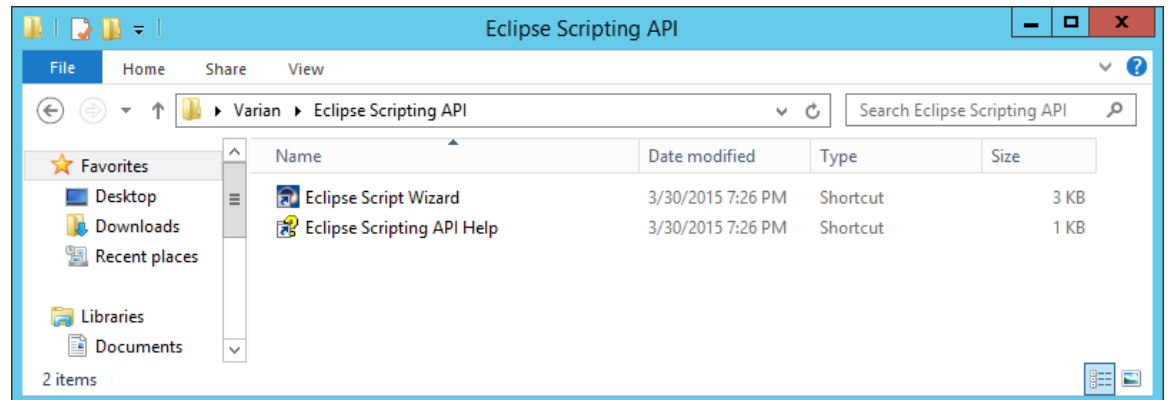 Eclipse Scripting API
File Home Share View
Varian Eclipse Scripting API Search Eclipse Scripting API
Favorites
Desktop
Downloads
Recent places
Libraries
Documents
Name Date modified Type Size
Eclipse Script Wizard 3/30/2015 7:26 PM Shortcut 3 KB
Eclipse Scripting API Help 3/30/2015 7:26 PM Shortcut 1 KB
2 items